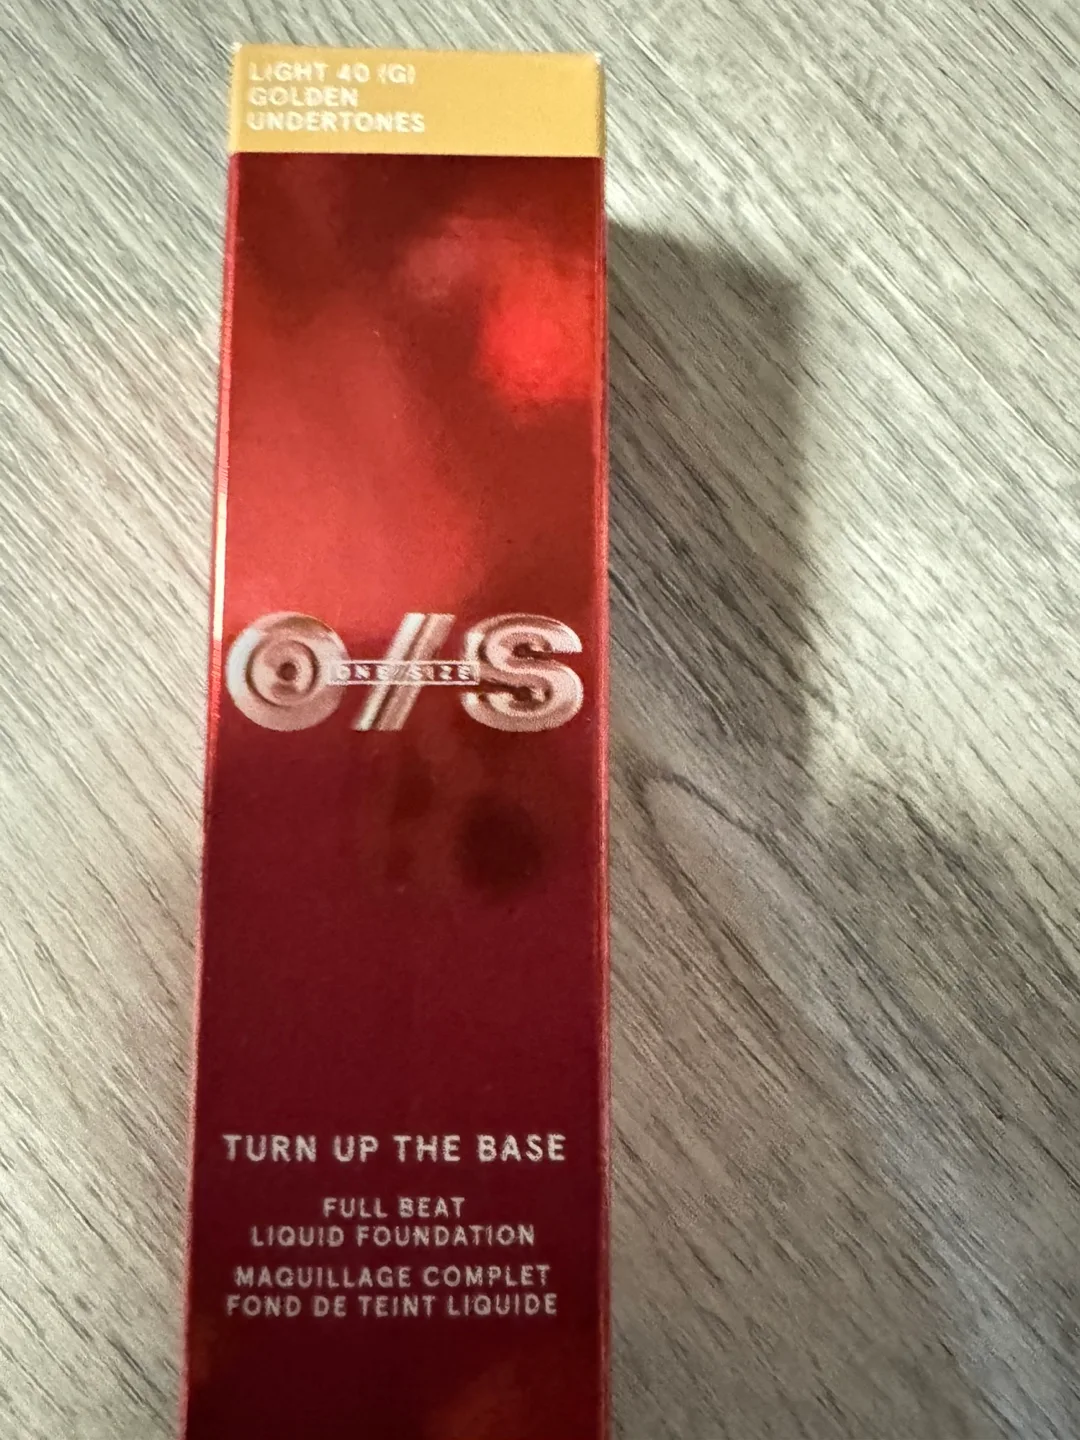 LIGHT 40 (G)
GOLDEN
UNDERTONES
O/S
ONE/SIZE
TURN UP THE BASE
FULL BEAT
LIQUID FOUNDATION
MAQUILLAGE COMPLET
FOND DE TEINT LIQUIDE